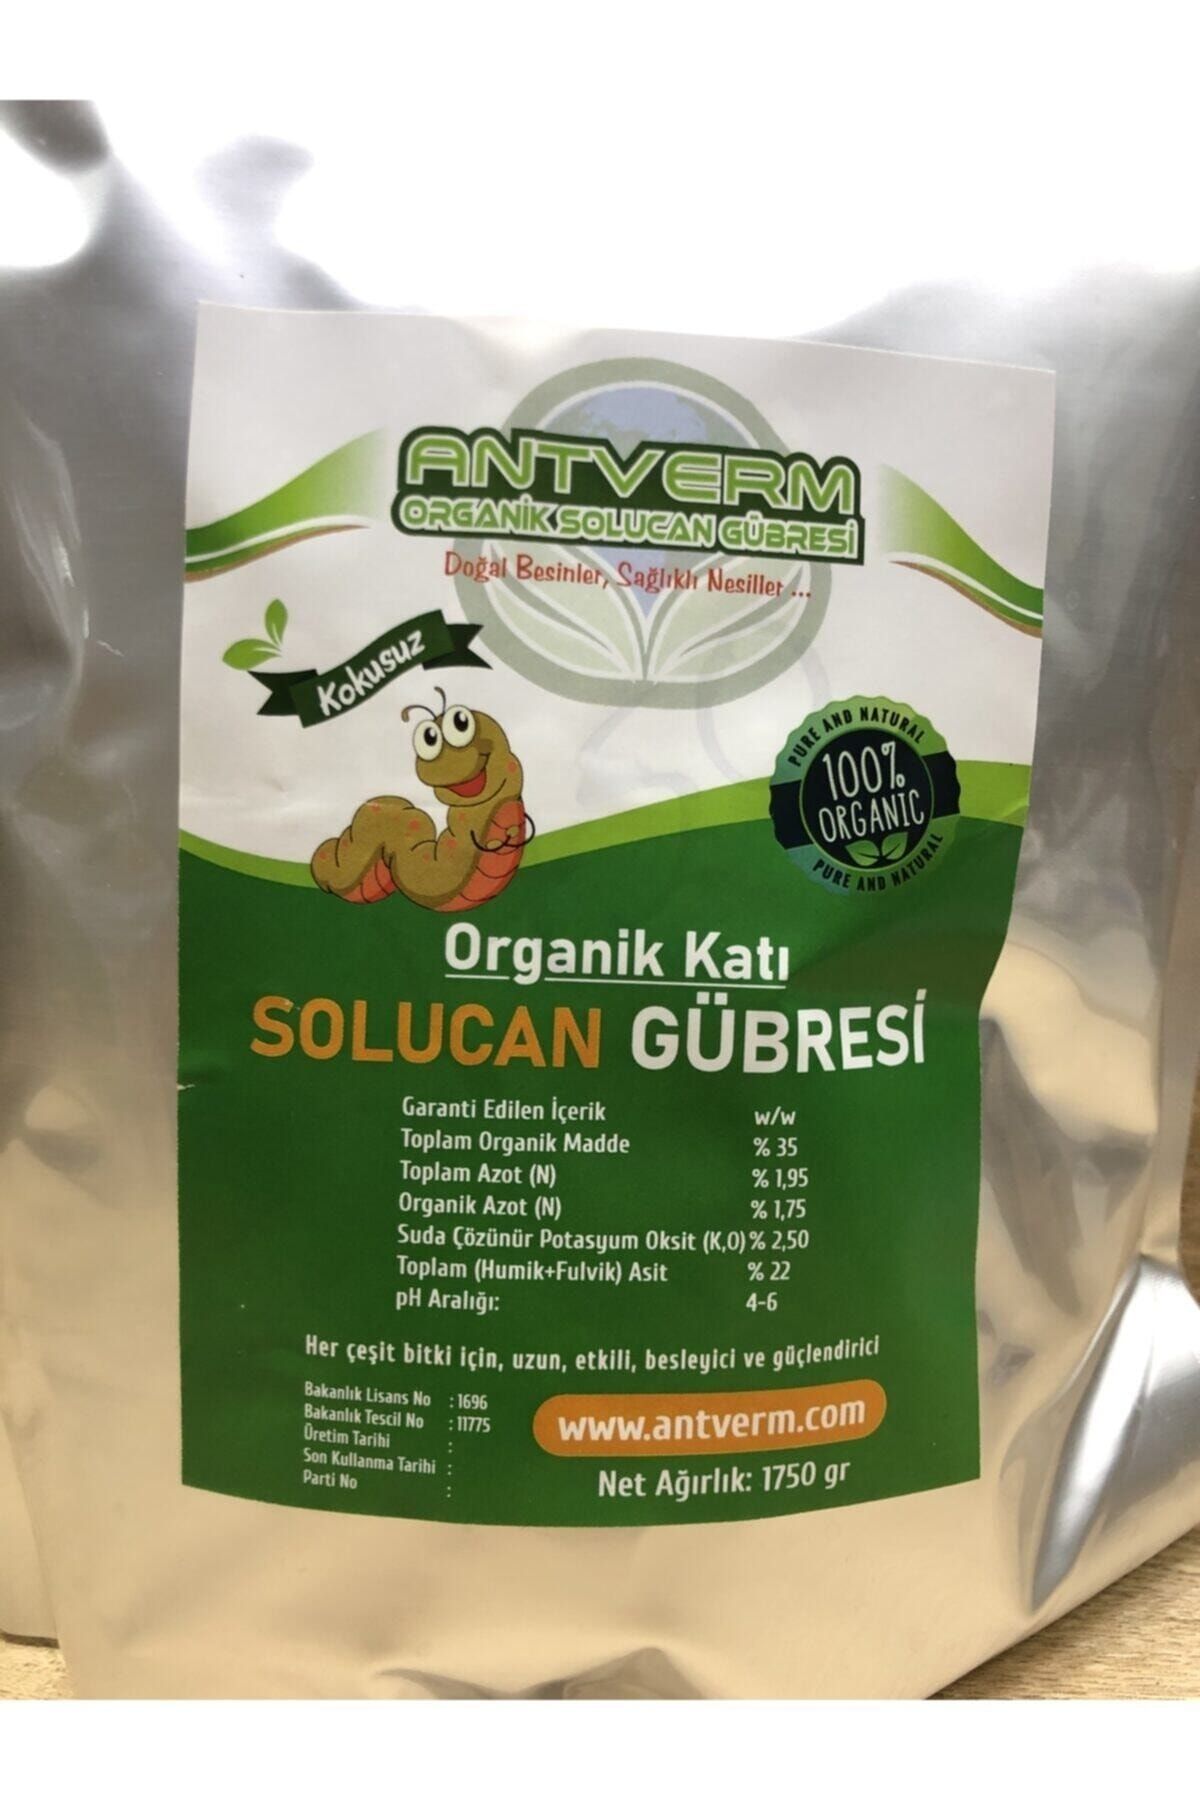 ANTVERM
ORGANİK SOLUCAN GÜBRESİ
Doğal Besinler, Sağlıklı Nesiller ...
Kokusuz
PURE AND NATURAL
100%
ORGANIC
PURE AND NATURAL
Organik Katı
SOLUCAN GÜBRESİ
Garanti Edilen İçerik w/w
Toplam Organik Madde % 35
Toplam Azot (N) % 1,95
Organik Azot (N) % 1,75
Suda Çözünür Potasyum Oksit (K,O) % 2,50
Toplam (Humik+Fulvik) Asit % 22
pH Aralığı: 4-6
Her çeşit bitki için, uzun, etkili, besleyici ve güçlendirici
Bakanlık Lisans No : 1696
Bakanlık Tescil No : 11775
Üretim Tarihi :
Son Kullanma Tarihi :
Parti No :
www.antverm.com
Net Ağırlık: 1750 gr